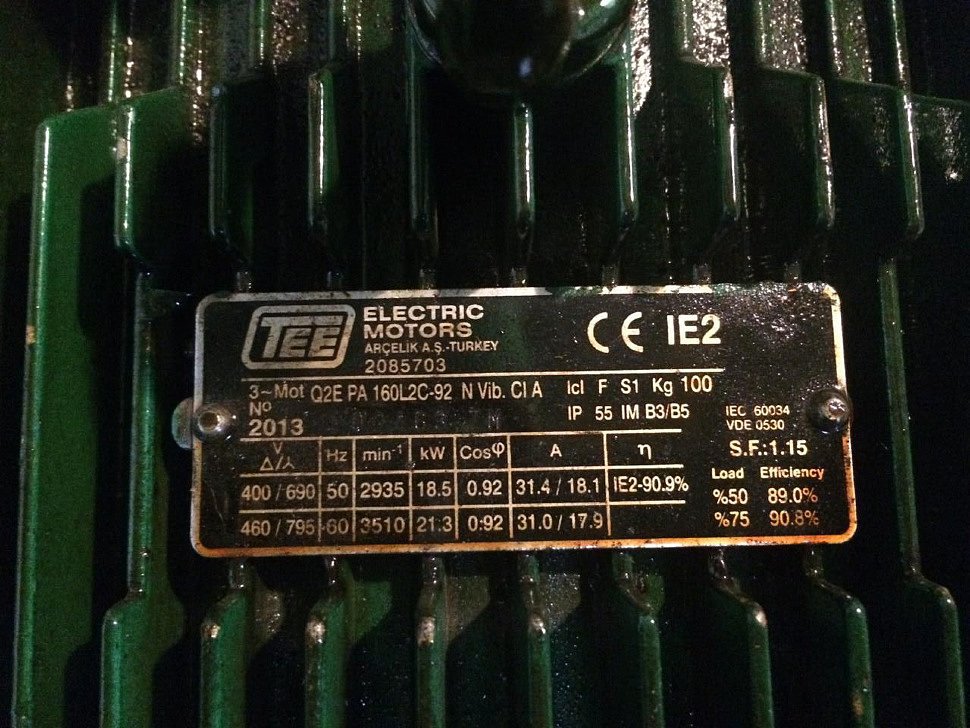 TEE
ELECTRIC
MOTORS
ARÇELIK A.Ş.-TURKEY
2085703
CE IE2
3~Mot Q2E PA 160L2C-92 N Vib. Cl A Icl F S1 Kg 100
No
2013
IP 55 IM B3/B5
IEC 60034
VDE 0530
S.F.:1.15
V
Δ/⅄ Hz min⁻¹ kW Cosφ A η
400/690 50 2935 18.5 0.92 31.4 / 18.1 IE2-90.9%
460/795 60 3510 21.3 0.92 31.0 / 17.9
Load Efficiency
%50 89.0%
%75 90.8%